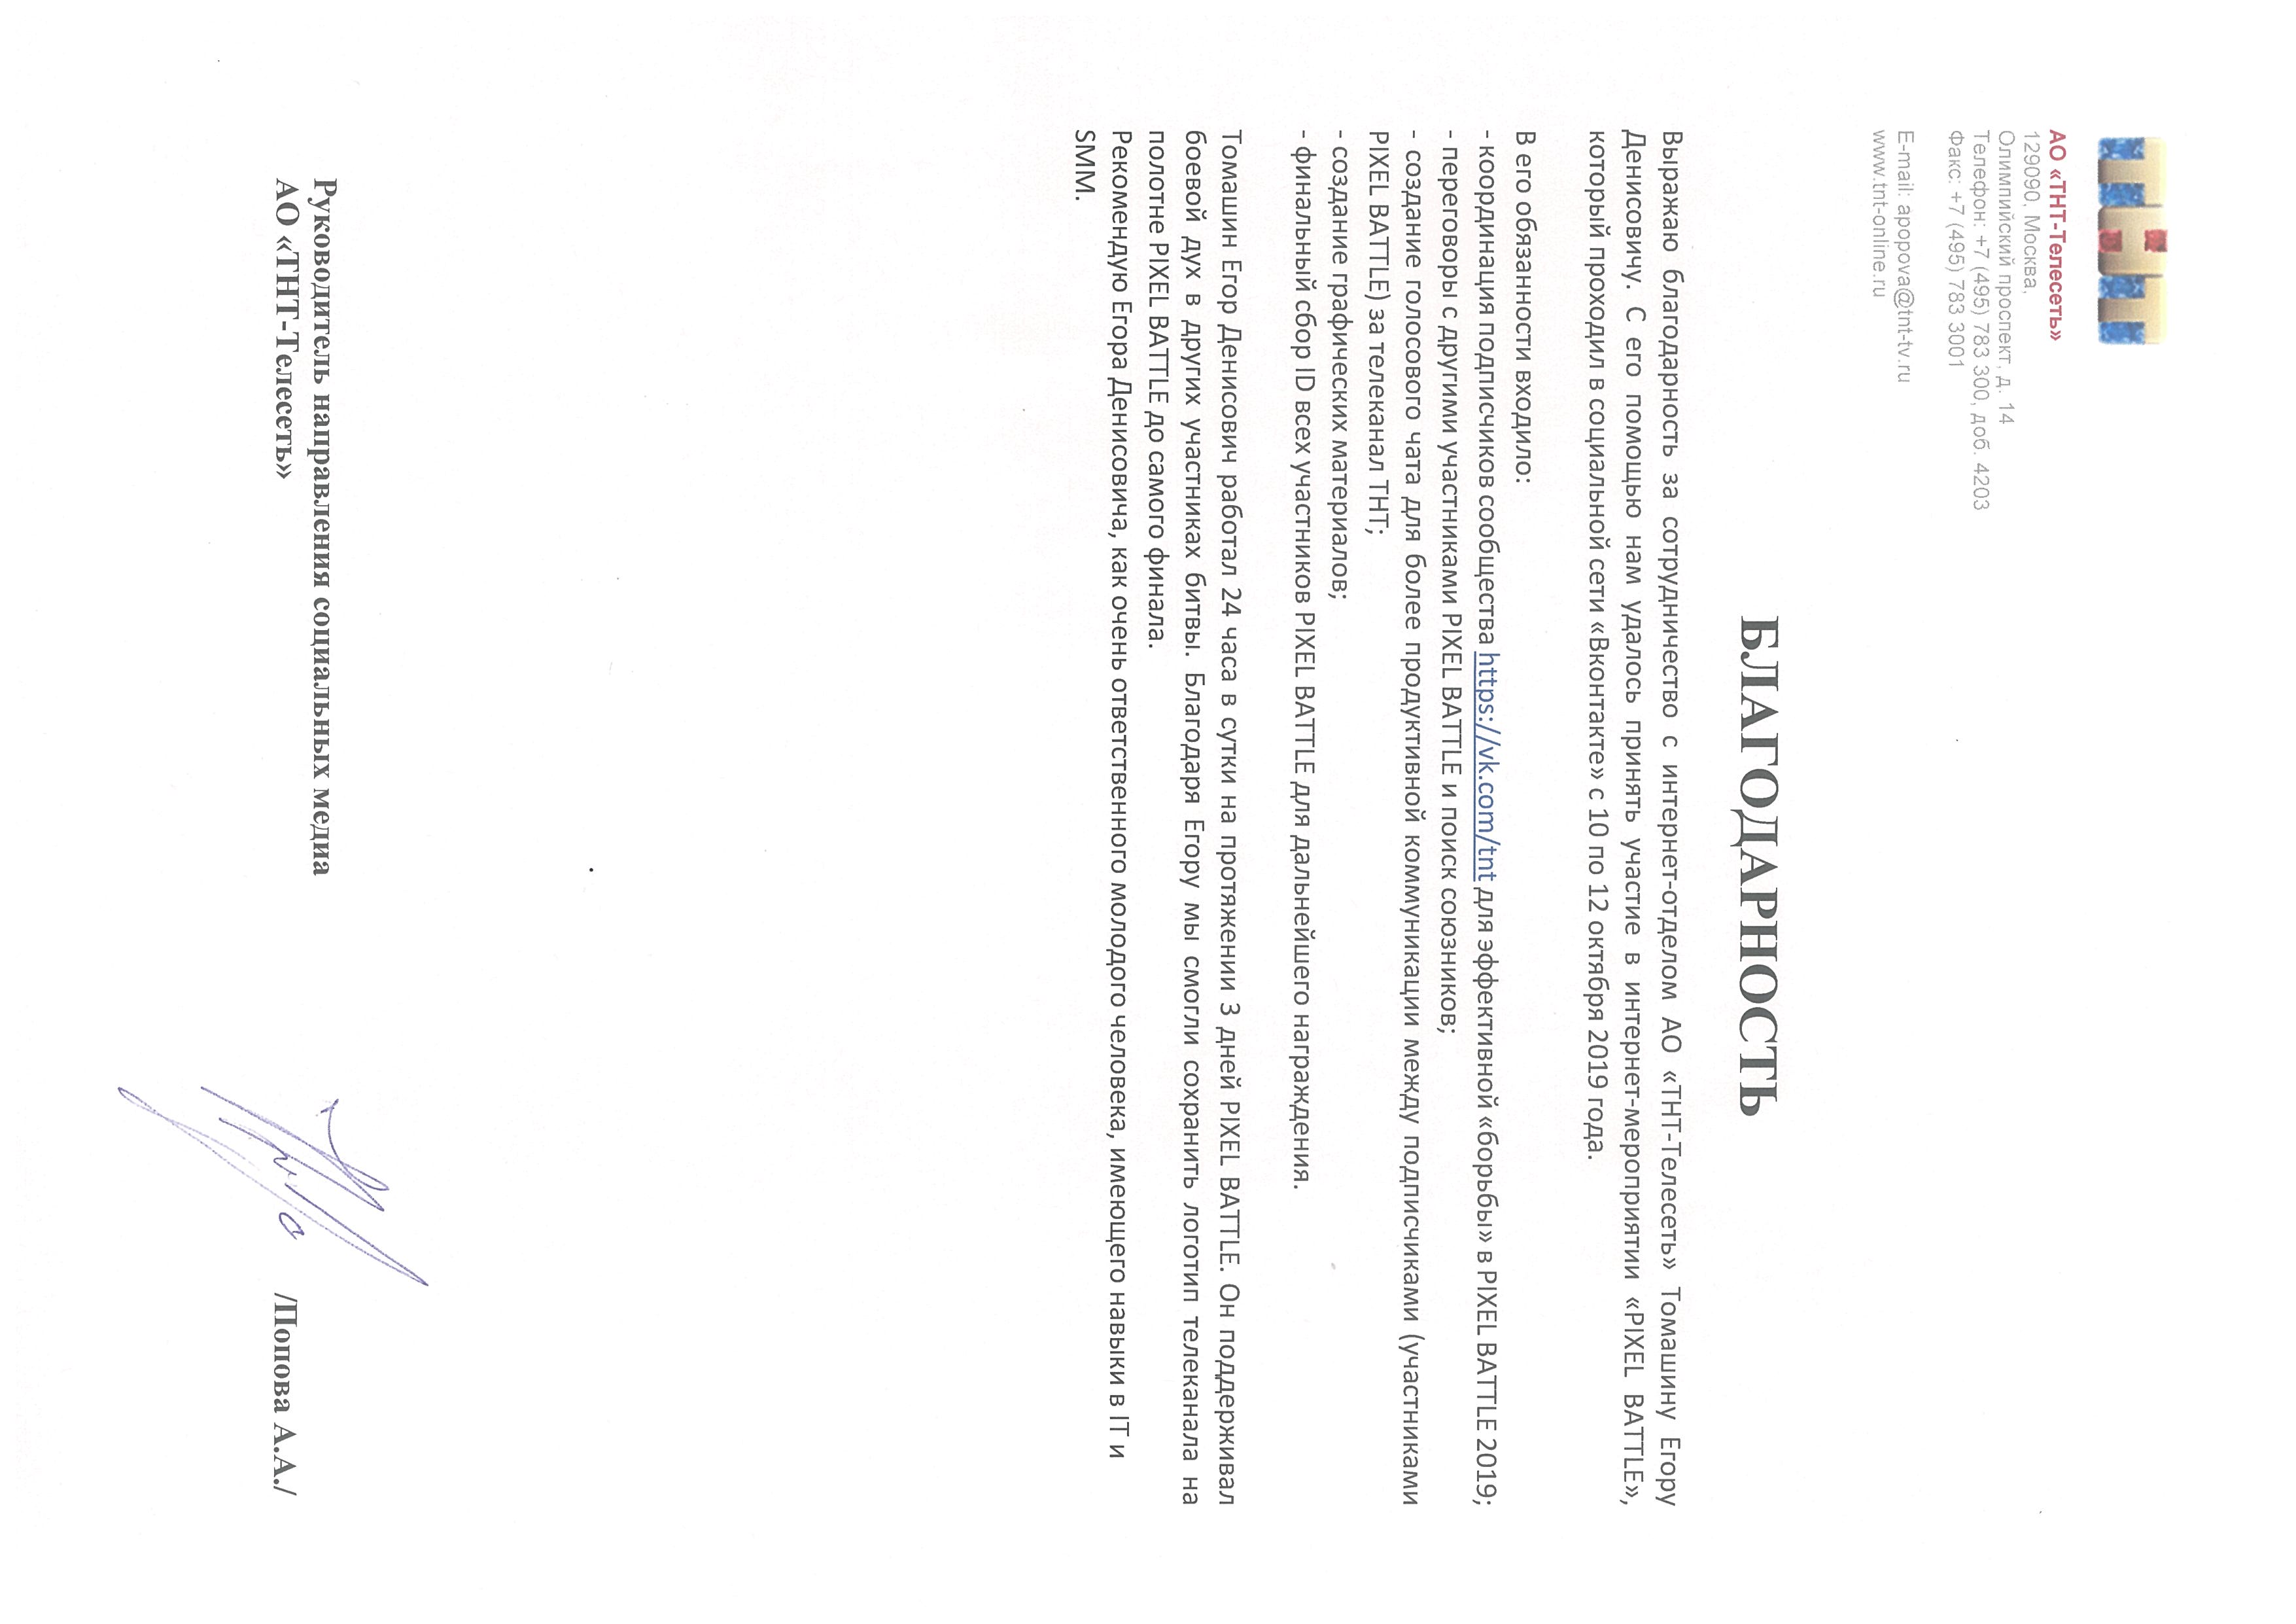 ТНТ
АО «ТНТ-Телесеть»
129090, Москва,
Олимпийский проспект, д. 14
Телефон: +7 (495) 783 300, доб. 4203
Факс: +7 (495) 783 3001
E-mail: apopova@tnt-tv.ru
www.tnt-online.ru
БЛАГОДАРНОСТЬ
Выражаю благодарность за сотрудничество с интернет-отделом АО «ТНТ-Телесеть» Томашину Егору
Денисовичу. С его помощью нам удалось принять участие в интернет-мероприятии «PIXEL BATTLE»,
который проходил в социальной сети «Вконтакте» с 10 по 12 октября 2019 года.
В его обязанности входило:
- координация подписчиков сообщества https://vk.com/tnt для эффективной «борьбы» в PIXEL BATTLE 2019;
- переговоры с другими участниками PIXEL BATTLE и поиск союзников;
- создание голосового чата для более продуктивной коммуникации между подписчиками (участниками
PIXEL BATTLE) за телеканал ТНТ;
- создание графических материалов;
- финальный сбор ID всех участников PIXEL BATTLE для дальнейшего награждения.
Томашин Егор Денисович работал 24 часа в сутки на протяжении 3 дней PIXEL BATTLE. Он поддерживал
боевой дух в других участниках битвы. Благодаря Егору мы смогли сохранить логотип телеканала на
полотне PIXEL BATTLE до самого финала.
Рекомендую Егора Денисовича, как очень ответственного молодого человека, имеющего навыки в IT и
SMM.
Руководитель направления социальных медиа
АО «ТНТ-Телесеть»
/Попова А.А./